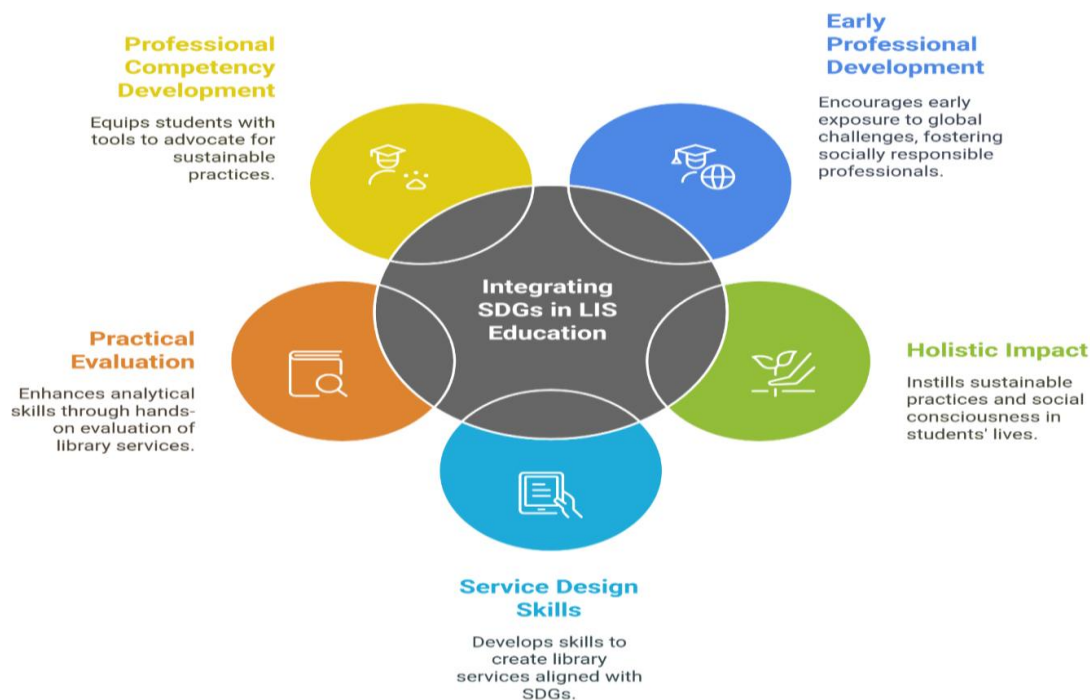 Professional
Competency
Development
Equips students with
tools to advocate for
sustainable
practices.
Early
Professional
Development
Encourages early
exposure to global
challenges, fostering
socially responsible
professionals.
Integrating
SDGs in LIS
Education
Practical
Evaluation
Enhances analytical
skills through hands-
on evaluation of
library services.
Holistic Impact
Instills sustainable
practices and social
consciousness in
students' lives.
Service Design
Skills
Develops skills to
create library
services aligned with
SDGs.